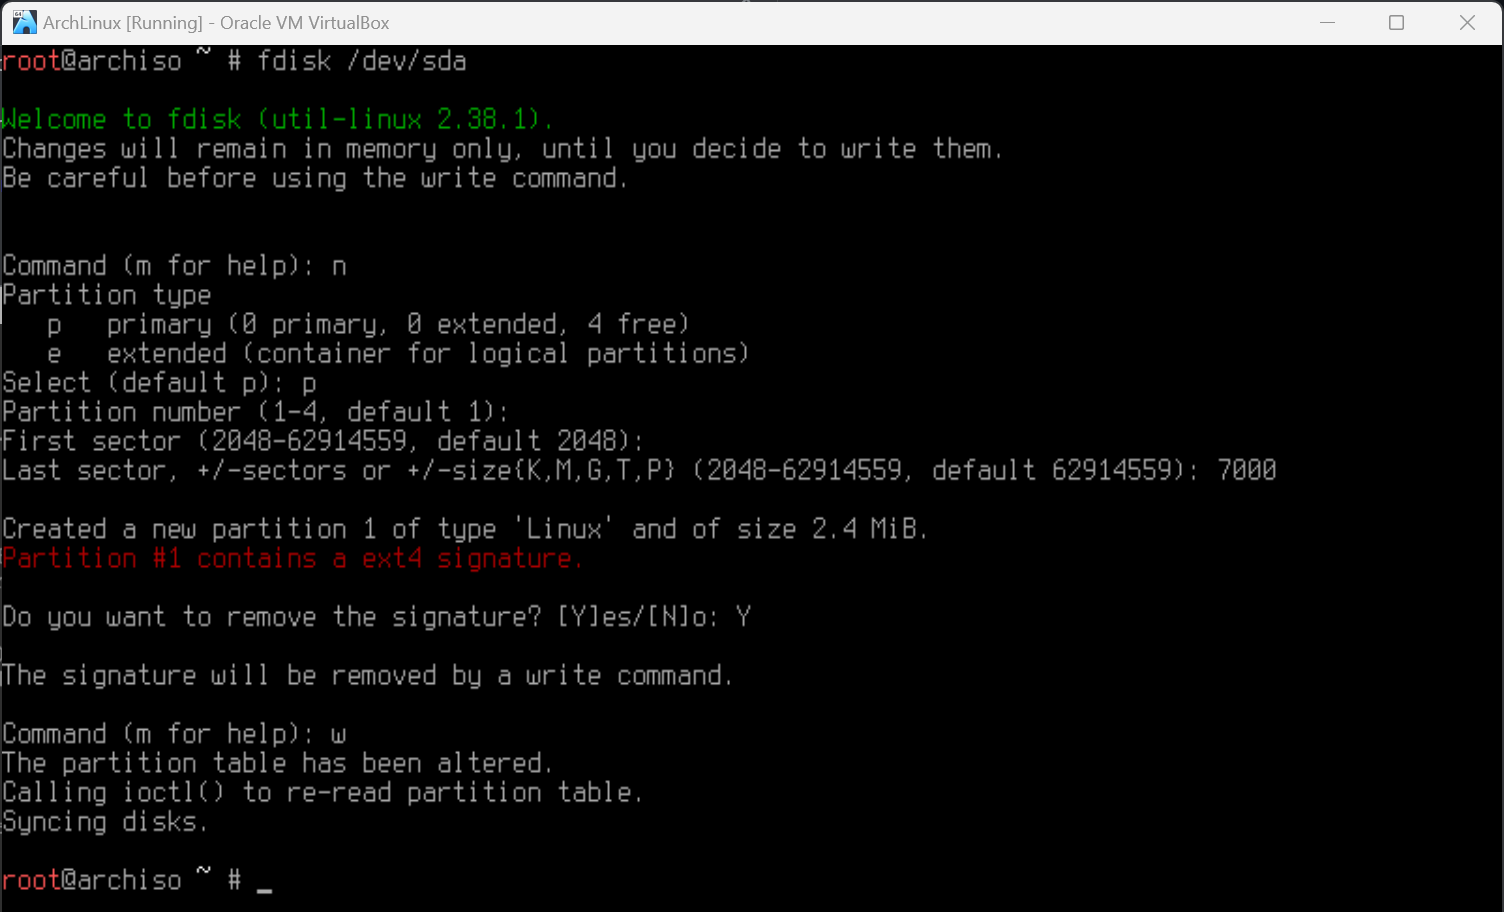 ArchLinux [Running] - Oracle VM VirtualBox
root@archiso ~ # fdisk /dev/sda
Welcome to fdisk (util-linux 2.38.1).
Changes will remain in memory only, until you decide to write them.
Be careful before using the write command.
Command (m for help): n
Partition type
   p   primary (0 primary, 0 extended, 4 free)
   e   extended (container for logical partitions)
Select (default p): p
Partition number (1-4, default 1):
First sector (2048-62914559, default 2048):
Last sector, +/-sectors or +/-size{K,M,G,T,P} (2048-62914559, default 62914559): 7000
Created a new partition 1 of type 'Linux' and of size 2.4 MiB.
Partition #1 contains a ext4 signature.
Do you want to remove the signature? [Y]es/[N]o: Y
The signature will be removed by a write command.
Command (m for help): w
The partition table has been altered.
Calling ioctl() to re-read partition table.
Syncing disks.
root@archiso ~ # _